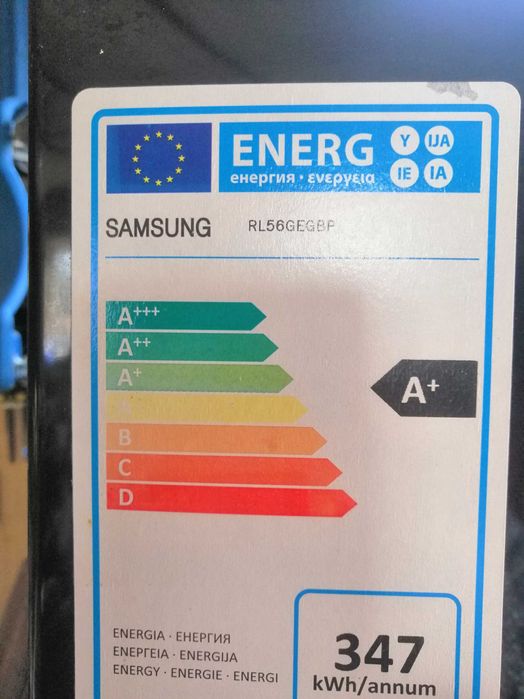 ENERG
енергия · ενεργεια
Y IJA
IE IA
SAMSUNG RL56GEGBP
A+++
A++
A+
A+
A
B
C
D
ENERGIA · ЕНЕРГИЯ
ΕΝΕΡΓΕΙΑ · ENERGIJA
ENERGY · ENERGIE · ENERGI
347
kWh/annum